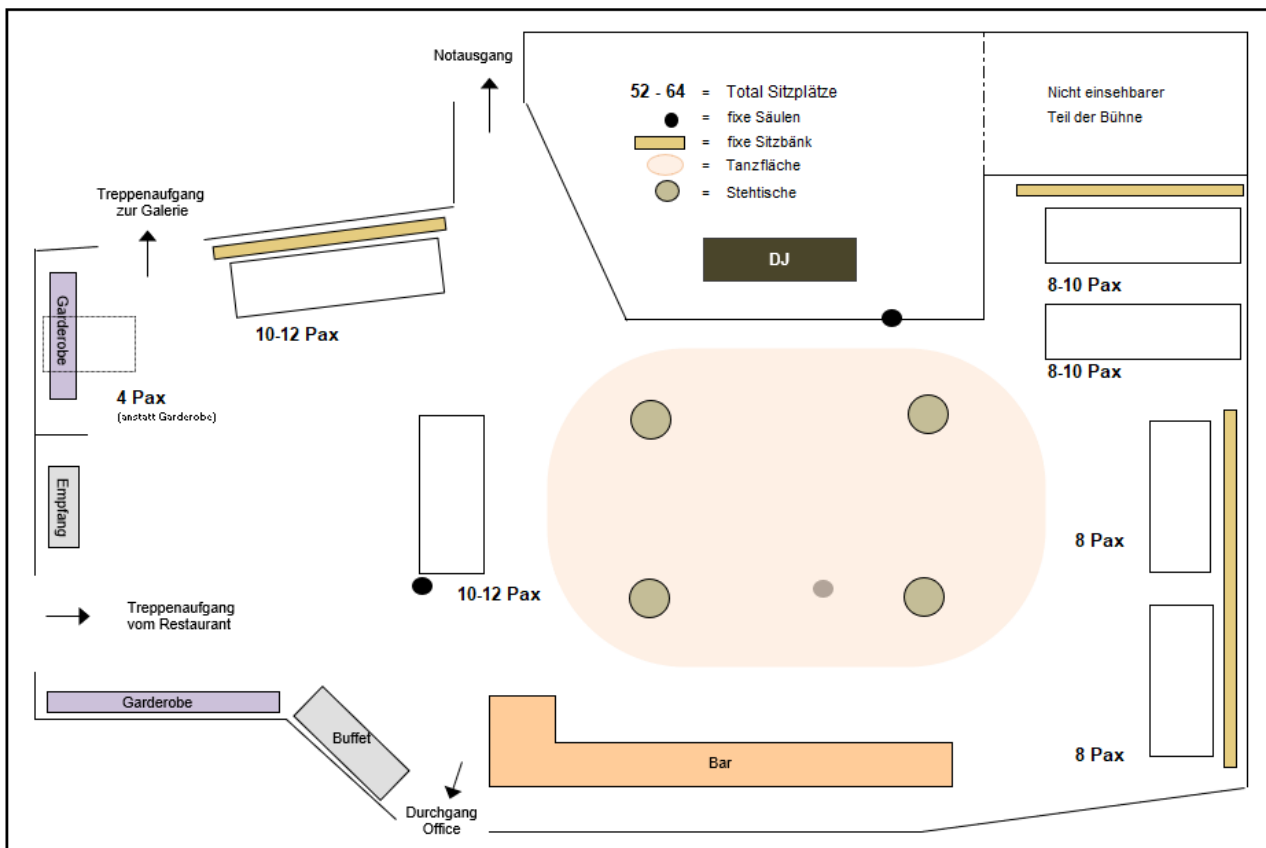 Notausgang
52 - 64 = Total Sitzplätze
= fixe Säulen
= fixe Sitzbänk
= Tanzfläche
= Stehtische
Nicht einsehbarer
Teil der Bühne
Treppenaufgang
zur Galerie
DJ
8-10 Pax
Garderobe
10-12 Pax
8-10 Pax
4 Pax
(anstatt Garderobe)
Empfang
8 Pax
10-12 Pax
Treppenaufgang
vom Restaurant
Garderobe
Buffet
Bar
8 Pax
Durchgang
Office